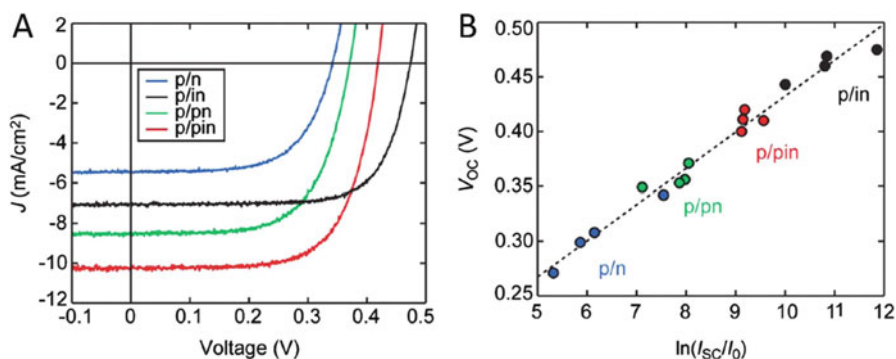 A
J (mA/cm²)
2
0
-2
-4
-6
-8
-10
-12
p/n
p/in
p/pn
p/pin
-0.1
0
0.1
0.2
0.3
0.4
0.5
Voltage (V)
B
V_OC (V)
0.50
0.45
0.40
0.35
0.30
0.25
p/in
p/pin
p/pn
p/n
5
6
7
8
9
10
11
12
ln(I_SC/I_0)